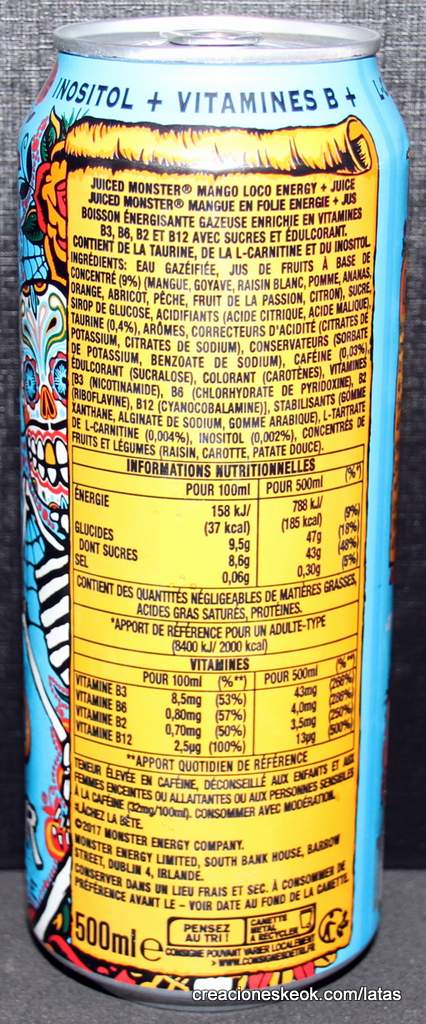 INOSITOL + VITAMINES B +
JUICED MONSTER® MANGO LOCO ENERGY + JUICE
JUICED MONSTER® MANGUE EN FOLIE ENERGIE + JUS
BOISSON ÉNERGISANTE GAZEUSE ENRICHIE EN VITAMINES
B3, B6, B2 ET B12 AVEC SUCRES ET ÉDULCORANT.
CONTIENT DE LA TAURINE, DE LA L-CARNITINE ET DU INOSITOL.
INGRÉDIENTS: EAU GAZÉIFIÉE, JUS DE FRUITS À BASE DE
CONCENTRÉ (9%) (MANGUE, GOYAVE, RAISIN BLANC, POMME, ANANAS,
ORANGE, ABRICOT, PÊCHE, FRUIT DE LA PASSION, CITRON), SUCRE,
SIROP DE GLUCOSE, ACIDIFIANTS (ACIDE CITRIQUE, ACIDE MALIQUE),
TAURINE (0,4%), ARÔMES, CORRECTEURS D'ACIDITÉ (CITRATES DE
POTASSIUM, CITRATES DE SODIUM), CONSERVATEURS (SORBATE
DE POTASSIUM, BENZOATE DE SODIUM), CAFÉINE (0,03%),
ÉDULCORANT (SUCRALOSE), COLORANT (CAROTÈNES), VITAMINES
[B3 (NICOTINAMIDE), B6 (CHLORHYDRATE DE PYRIDOXINE), B2
(RIBOFLAVINE), B12 (CYANOCOBALAMINE)], STABILISANTS (GOMME
XANTHANE, ALGINATE DE SODIUM, GOMME ARABIQUE), L-TARTRATE
DE L-CARNITINE (0,004%), INOSITOL (0,002%), CONCENTRÉS DE
FRUITS ET LÉGUMES (RAISIN, CAROTTE, PATATE DOUCE).
INFORMATIONS NUTRITIONNELLES
POUR 100ml POUR 500ml (%*)
ÉNERGIE 158 kJ/ 788 kJ/
(37 kcal) (185 kcal) (9%)
GLUCIDES 9,5g 47g (18%)
DONT SUCRES 8,6g 43g (48%)
SEL 0,06g 0,30g (5%)
CONTIENT DES QUANTITÉS NÉGLIGEABLES DE MATIÈRES GRASSES,
ACIDES GRAS SATURÉS, PROTÉINES.
*APPORT DE RÉFÉRENCE POUR UN ADULTE-TYPE
(8400 kJ/ 2000 kcal)
VITAMINES
POUR 100ml (%**) POUR 500ml (%**)
VITAMINE B3 8,5mg (53%) 43mg
VITAMINE B6 0,80mg (57%) 4,0mg
VITAMINE B2 0,70mg (50%) 3,5mg (250%)
VITAMINE B12 2,5µg (100%) 13µg (500%)
**APPORT QUOTIDIEN DE RÉFÉRENCE
TENEUR ÉLEVÉE EN CAFÉINE, DÉCONSEILLÉ AUX ENFANTS ET AUX
FEMMES ENCEINTES OU ALLAITANTES OU AUX PERSONNES SENSIBLES
À LA CAFÉINE (32mg/100ml). CONSOMMER AVEC MODÉRATION.
LÂCHEZ LA BÊTE.
©2017 MONSTER ENERGY COMPANY.
MONSTER ENERGY LIMITED, SOUTH BANK HOUSE, BARROW
STREET, DUBLIN 4, IRLANDE.
CONSERVER DANS UN LIEU FRAIS ET SEC. À CONSOMMER DE
PRÉFÉRENCE AVANT LE - VOIR DATE AU FOND DE LA CANETTE.
500ml e
PENSEZ
AU TRI !
CANETTE
MÉTAL
À RECYCLER
CONSIGNE POUVANT VARIER LOCALEMENT
> WWW.CONSIGNESDETRI.FR
creacioneskeok.com/latas